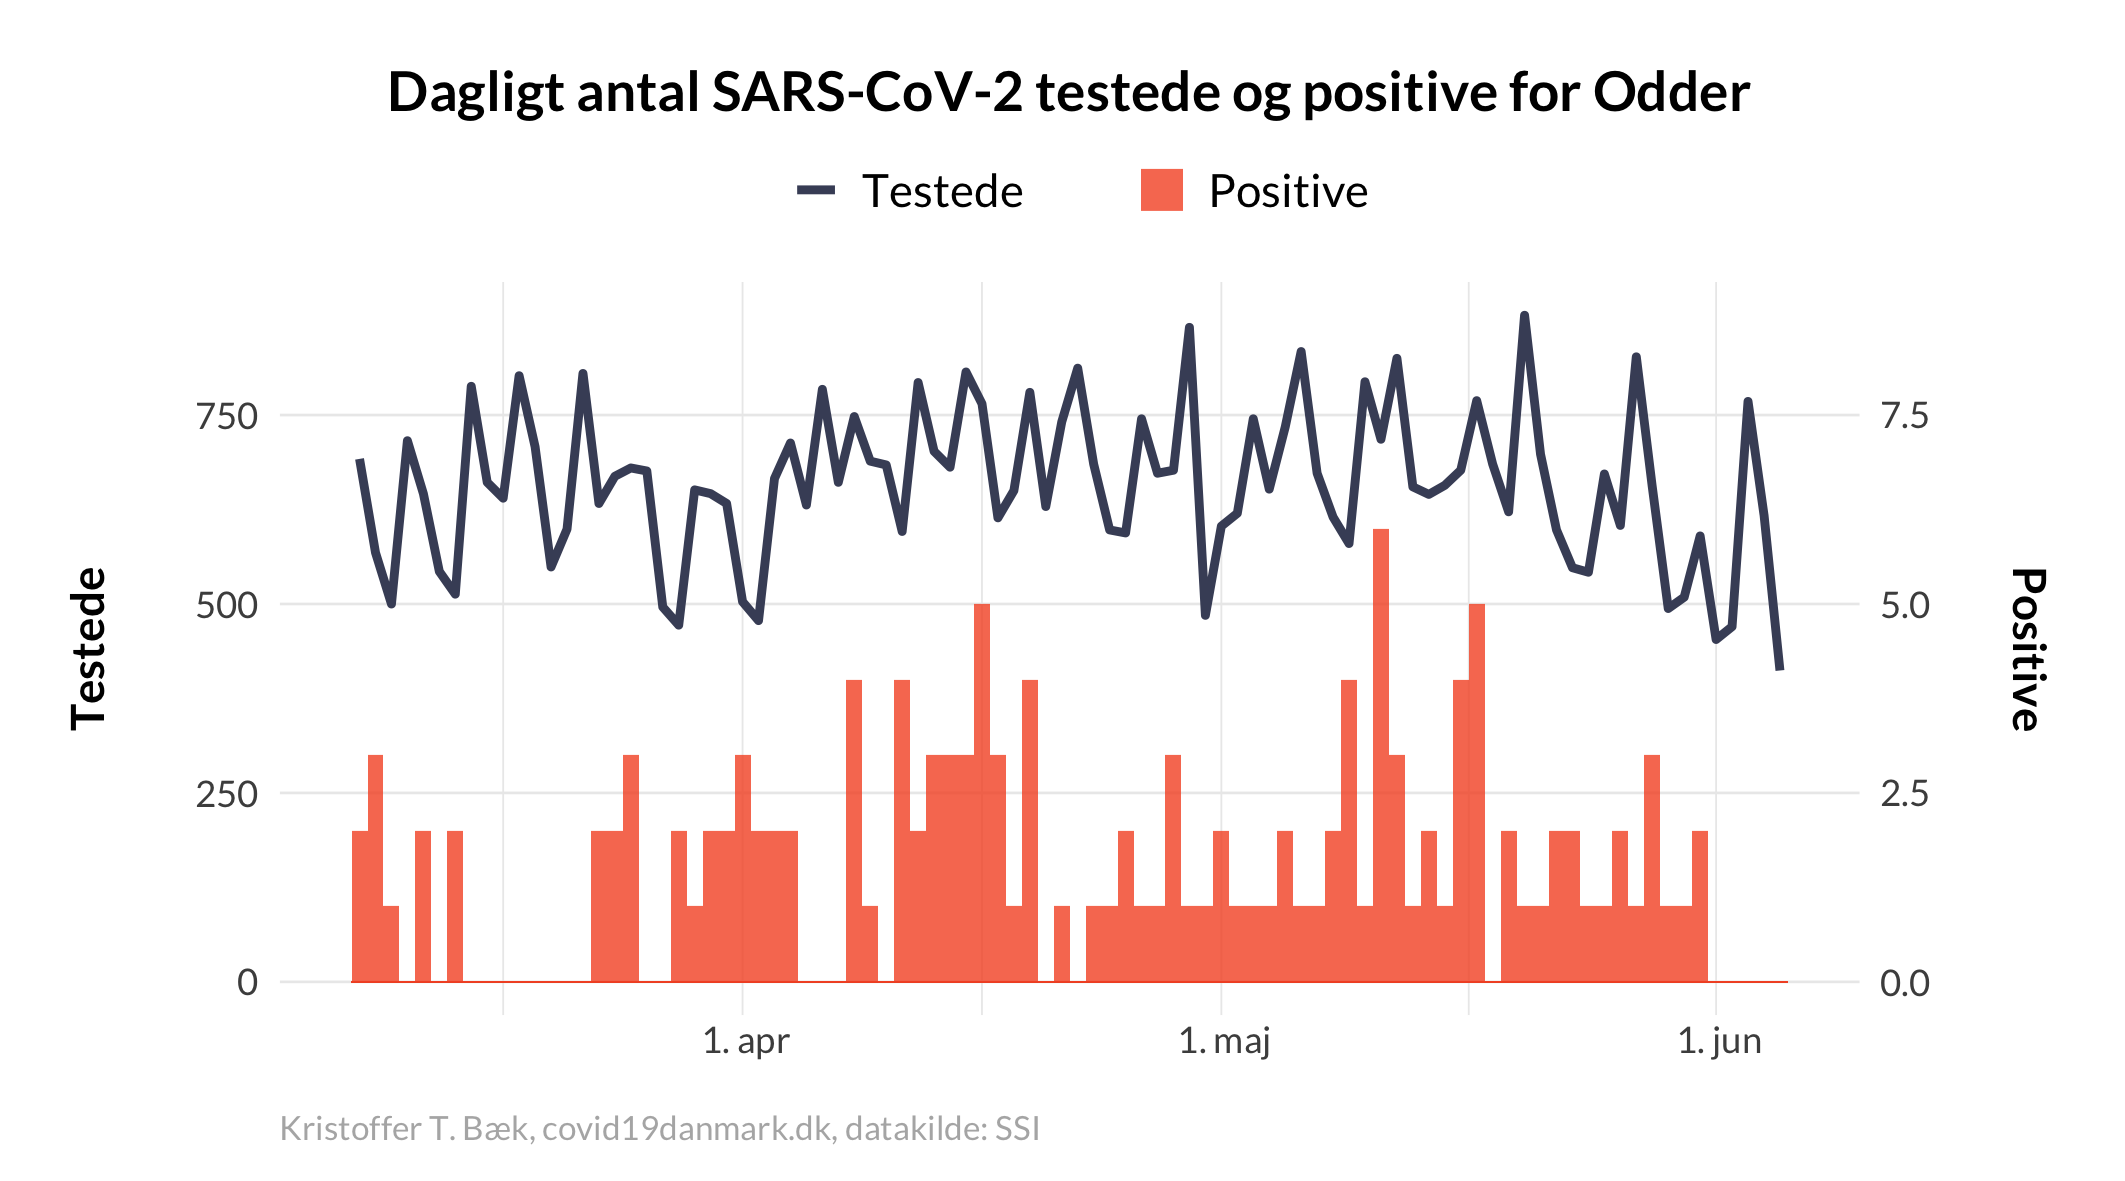 Dagligt antal SARS-CoV-2 testede og positive for Odder
Testede Positive
750 7.5
500 5.0
250 2.5
0 0.0
Testede
Positive
1. apr 1. maj 1. jun
Kristoffer T. Bæk, covid19danmark.dk, datakilde: SSI